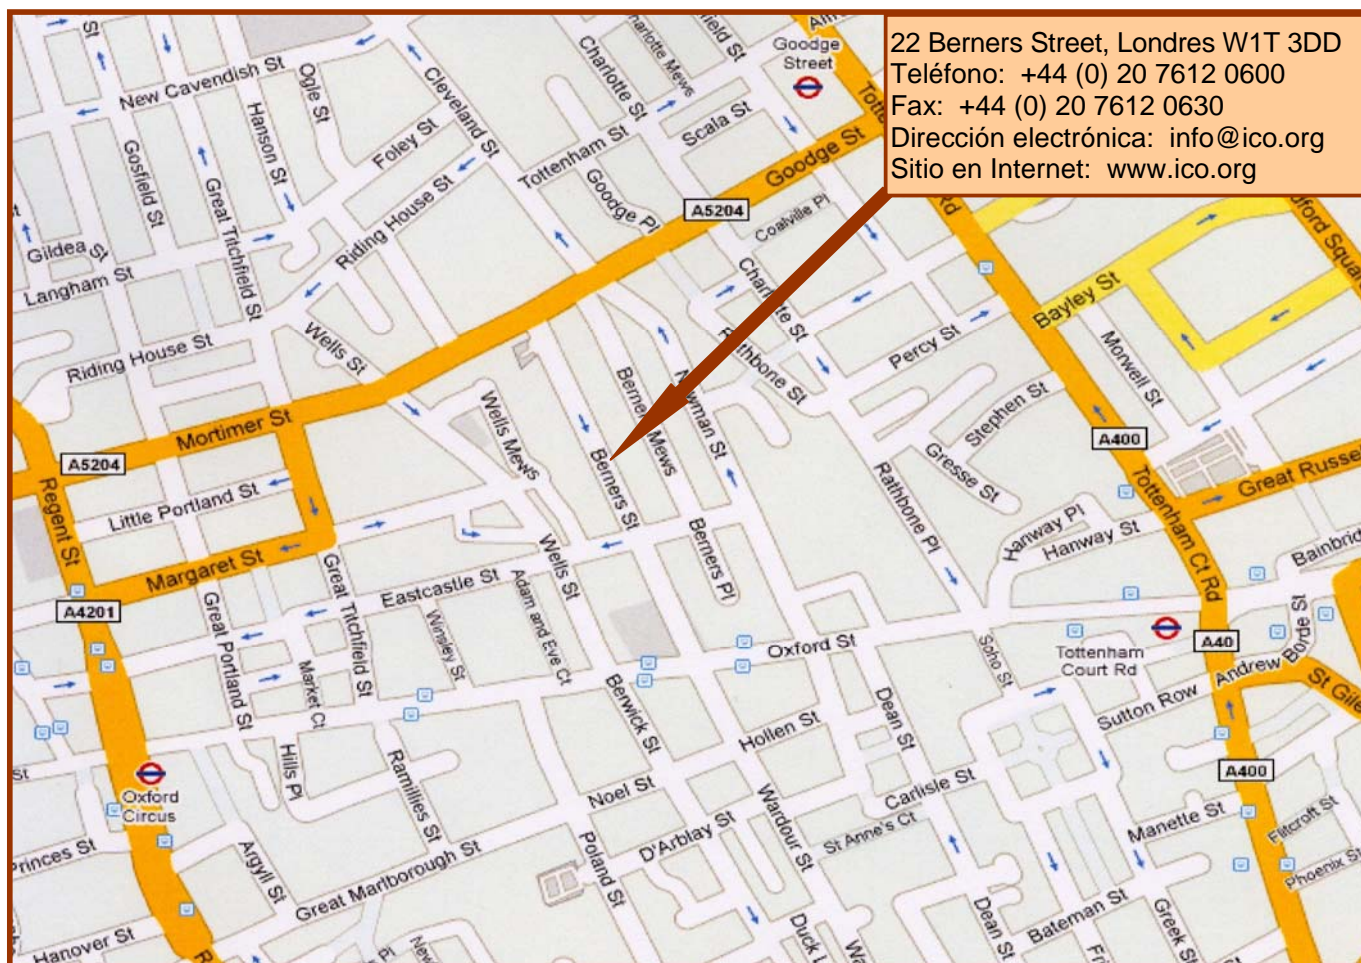 22 Berners Street, Londres W1T 3DD
Teléfono: +44 (0) 20 7612 0600
Fax: +44 (0) 20 7612 0630
Dirección electrónica: info@ico.org
Sitio en Internet: www.ico.org
Goodge
Street
New Cavendish St
Ogle St
Hanson St
Cleveland St
Charlotte St
Scala St
Foley St
Tottenham St
Goodge St
Goodge Pl
Gosfield St
Great Titchfield St
Riding House St
A5204
Coalville Pl
Gildea St
Langham St
Charlotte St
Bayley St
Wells St
Riding House St
Rathbone St
Percy St
Morwell St
Berners Mews
Newman St
Stephen St
Wells Mews
Mortimer St
A5204
A400
Gresse St
Berners St
Rathbone Pl
Tottenham Ct Rd
Regent St
Little Portland St
Hanway Pl
Hanway St
Margaret St
Wells St
Berners Pl
Eastcastle St
Great Titchfield St
Adam and Eve Ct
Winsley St
A4201
Great Portland St
Market Ct
Oxford St
Soho St
Tottenham
Court Rd
A40
Andrew Borde St
Sutton Row
Berwick St
Dean St
Hollen St
Hills Pl
Ramillies St
Noel St
Wardour St
Carlisle St
A400
Oxford
Circus
Manette St
Flitcroft St
D'Arblay St
St Anne's Ct
Princes St
Argyll St
Poland St
Phoenix St
Great Marlborough St
Hanover St
Dean St
Bateman St
Greek St